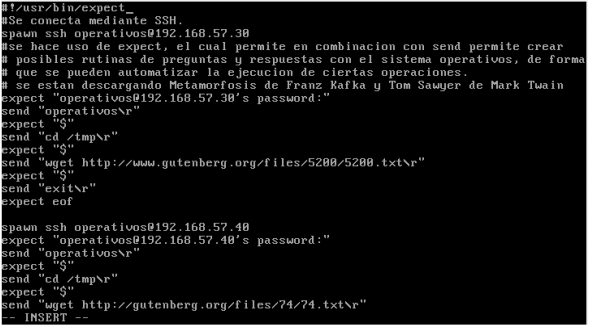 #!/usr/bin/expect_
#Se conecta mediante SSH.
spawn ssh operativos@192.168.57.30
#se hace uso de expect, el cual permite en combinacion con send permite crear
# posibles rutinas de preguntas y respuestas con el sistema operativos, de forma
# que se pueden automatizar la ejecucion de ciertas operaciones.
# se estan descargando Metamorfosis de Franz Kafka y Tom Sawyer de Mark Twain
expect "operativos@192.168.57.30's password:"
send "operativos\r"
expect "$"
send "cd /tmp\r"
expect "$"
send "wget http://www.gutenberg.org/files/5200/5200.txt\r"
expect "$"
send "exit\r"
expect eof
spawn ssh operativos@192.168.57.40
expect "operativos@192.168.57.40's password:"
send "operativos\r"
expect "$"
send "cd /tmp\r"
expect "$"
send "wget http://gutenberg.org/files/74/74.txt\r"
-- INSERT --